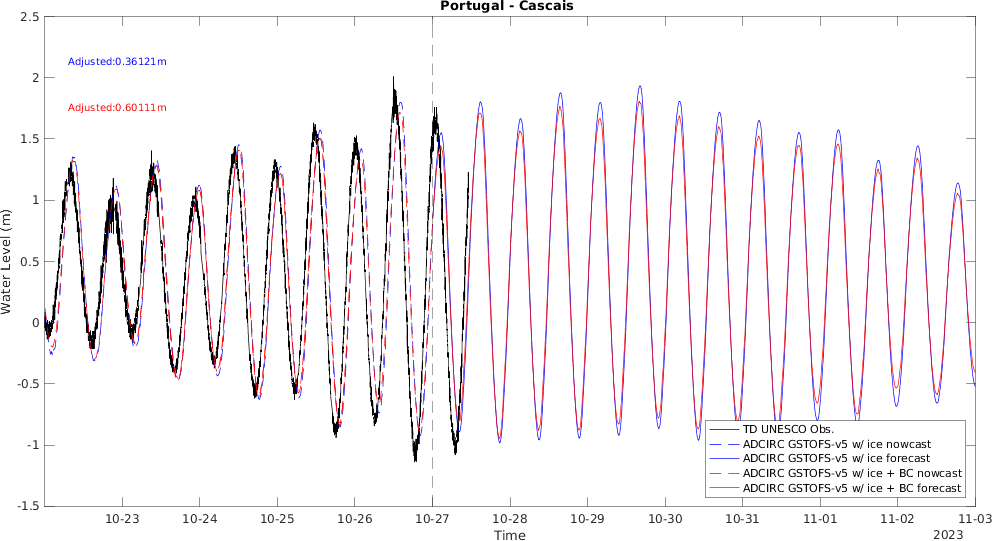 Portugal - Cascais
2.5
2
1.5
1
0.5
0
-0.5
-1
-1.5
Water Level (m)
Adjusted:0.36121m
Adjusted:0.60111m
TD UNESCO Obs.
ADCIRC GSTOFS-v5 w/ ice nowcast
ADCIRC GSTOFS-v5 w/ ice forecast
ADCIRC GSTOFS-v5 w/ ice + BC nowcast
ADCIRC GSTOFS-v5 w/ ice + BC forecast
10-23 10-24 10-25 10-26 10-27 10-28 10-29 10-30 10-31 11-01 11-02 11-03
Time
2023